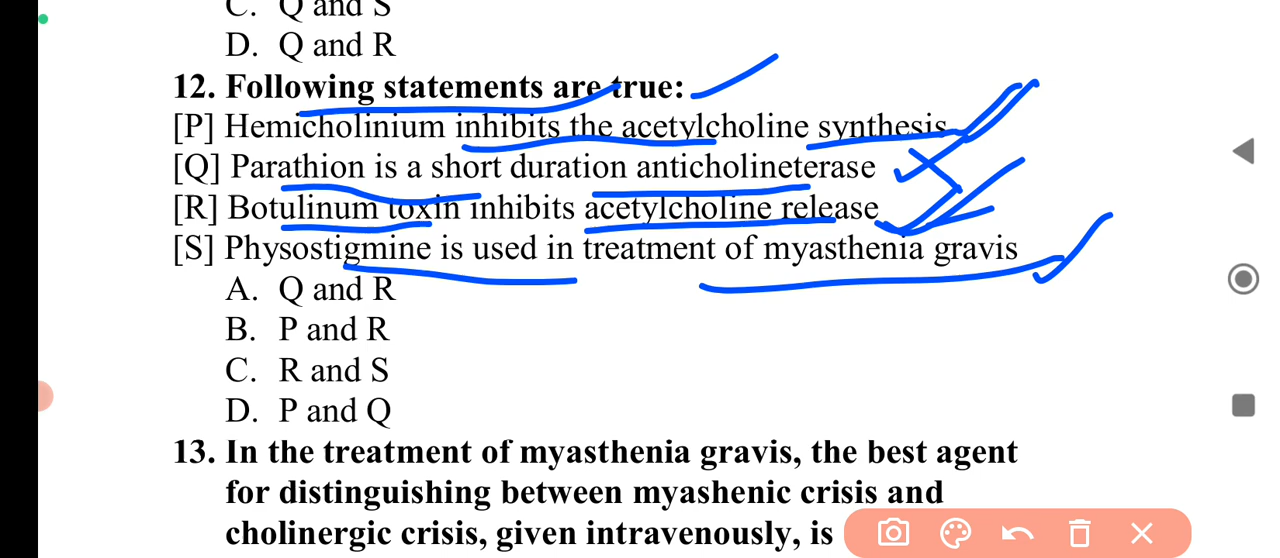 C. Q and S
D. Q and R
12. Following statements are true:
[P] Hemicholinium inhibits the acetylcholine synthesis
[Q] Parathion is a short duration anticholineterase
[R] Botulinum toxin inhibits acetylcholine release
[S] Physostigmine is used in treatment of myasthenia gravis
A. Q and R
B. P and R
C. R and S
D. P and Q
13. In the treatment of myasthenia gravis, the best agent
for distinguishing between myashenic crisis and
cholinergic crisis, given intravenously, is